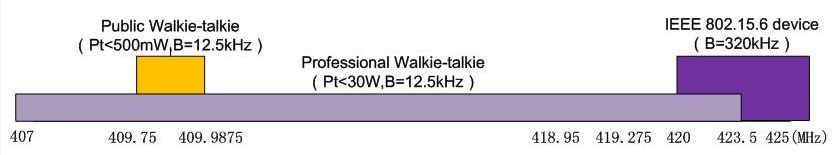 Public Walkie-talkie
( Pt<500mW,B=12.5kHz )
IEEE 802.15.6 device
( B=320kHz )
Professional Walkie-talkie
( Pt<30W,B=12.5kHz )
407 409.75 409.9875 418.95 419.275 420 423.5 425(MHz)